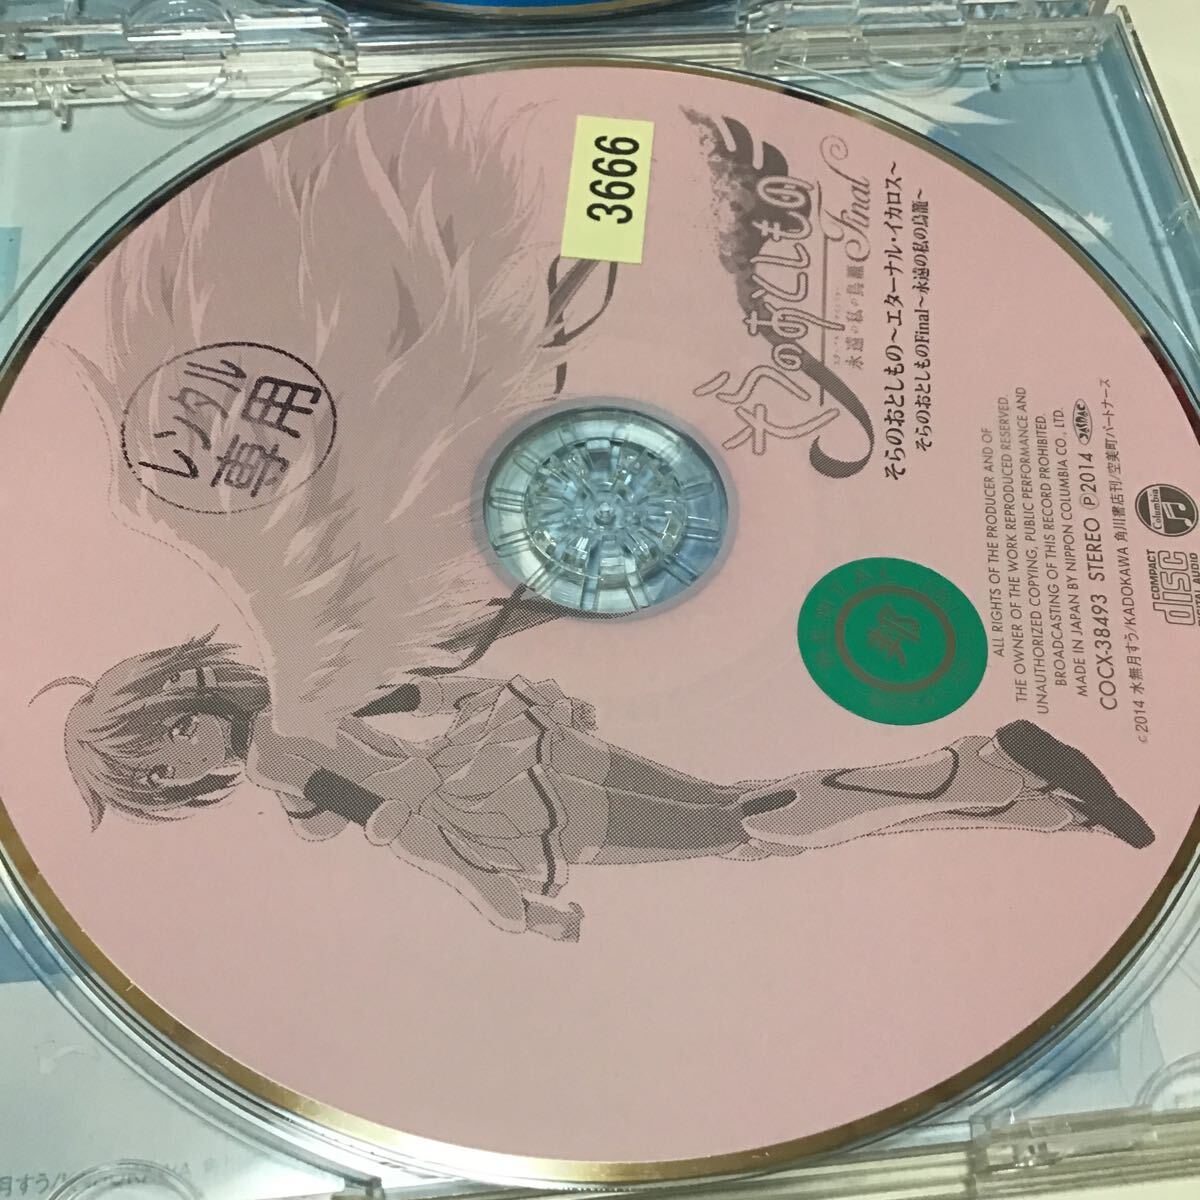 3666
そらのおとしもの
Final
永遠の私の鳥籠
そらのおとしもの〜エターナル・イカロス〜
そらのおとしものFinal〜永遠の私の鳥籠〜
レンタル
専用
ALL RIGHTS OF THE PRODUCER AND OF
THE OWNER OF THE WORK REPRODUCED RESERVED.
UNAUTHORIZED COPYING, PUBLIC PERFORMANCE AND
BROADCASTING OF THIS RECORD PROHIBITED.
MADE IN JAPAN BY NIPPON COLUMBIA CO., LTD.
COCX-38493 STEREO Ⓟ2014 JASRAC
©2014 水無月すう/KADOKAWA 角川書店刊/空美町パートナーズ
Columbia
COMPACT
disc
DIGITAL AUDIO
月すう/K